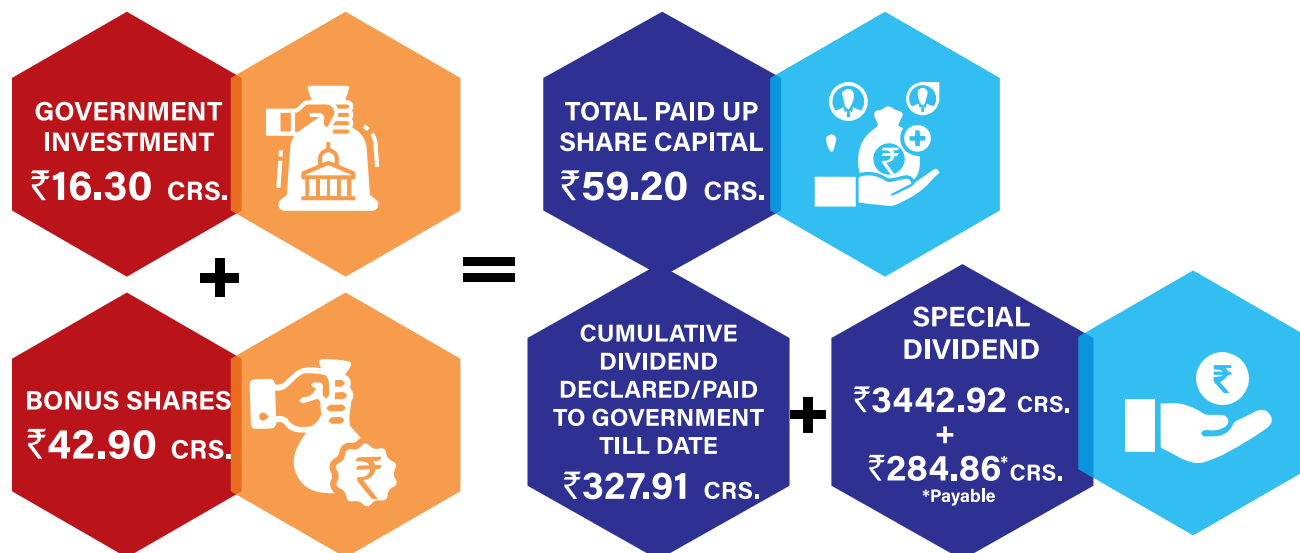 GOVERNMENT
INVESTMENT
₹16.30 CRS.
+
BONUS SHARES
₹42.90 CRS.
=
TOTAL PAID UP
SHARE CAPITAL
₹59.20 CRS.
₹
CUMULATIVE
DIVIDEND
DECLARED/PAID
TO GOVERNMENT
TILL DATE
₹327.91 CRS.
+
SPECIAL
DIVIDEND
₹3442.92 CRS.
+
₹284.86* CRS.
*Payable
₹
₹